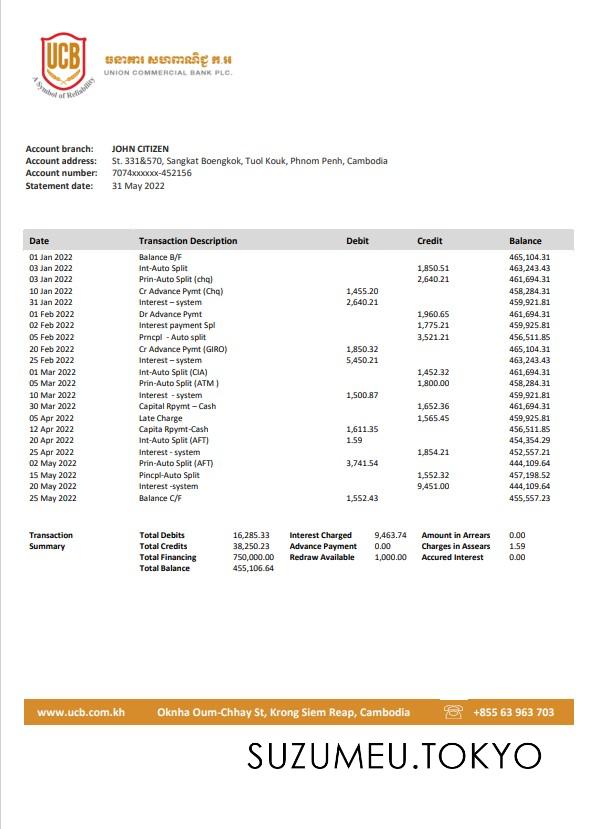 UCB
A Symbol of Reliability
ធនាគារ សហពាណិជ្ជ ភ.អ
UNION COMMERCIAL BANK PLC.
Account branch: JOHN CITIZEN
Account address: St. 331&570, Sangkat Boengkok, Tuol Kouk, Phnom Penh, Cambodia
Account number: 7074xxxxxx-452156
Statement date: 31 May 2022
Date Transaction Description Debit Credit Balance
01 Jan 2022 Balance B/F 465,104.31
03 Jan 2022 Int-Auto Split 1,850.51 463,243.43
03 Jan 2022 Prin-Auto Split (chq) 2,640.21 461,694.31
10 Jan 2022 Cr Advance Pymt (Chq) 1,455.20 458,284.31
31 Jan 2022 Interest – system 2,640.21 459,921.81
01 Feb 2022 Dr Advance Pymt 1,960.65 461,694.31
02 Feb 2022 Interest payment Spl 1,775.21 459,925.81
05 Feb 2022 Prncpl - Auto split 3,521.21 456,511.85
20 Feb 2022 Cr Advance Pymt (GIRO) 1,850.32 465,104.31
25 Feb 2022 Interest – system 5,450.21 463,243.43
01 Mar 2022 Int-Auto Split (CIA) 1,452.32 461,694.31
05 Mar 2022 Prin-Auto Split (ATM ) 1,800.00 458,284.31
10 Mar 2022 Interest - system 1,500.87 459,921.81
30 Mar 2022 Capital Rpymt – Cash 1,652.36 461,694.31
05 Apr 2022 Late Charge 1,565.45 459,925.81
12 Apr 2022 Capita Rpymt-Cash 1,611.35 456,511.85
20 Apr 2022 Int-Auto Split (AFT) 1.59 454,354.29
25 Apr 2022 Interest - system 1,854.21 452,557.21
02 May 2022 Prin-Auto Split (AFT) 3,741.54 444,109.64
15 May 2022 Pincpl-Auto Split 1,552.32 457,198.52
20 May 2022 Interest -system 9,451.00 444,109.64
25 May 2022 Balance C/F 1,552.43 455,557.23
Transaction Total Debits 16,285.33 Interest Charged 9,463.74 Amount in Arrears 0.00
Summary Total Credits 38,250.23 Advance Payment 0.00 Charges in Assears 1.59
Total Financing 750,000.00 Redraw Available 1,000.00 Accured Interest 0.00
Total Balance 455,106.64
www.ucb.com.kh Oknha Oum-Chhay St, Krong Siem Reap, Cambodia +855 63 963 703
SUZUMEU.TOKYO